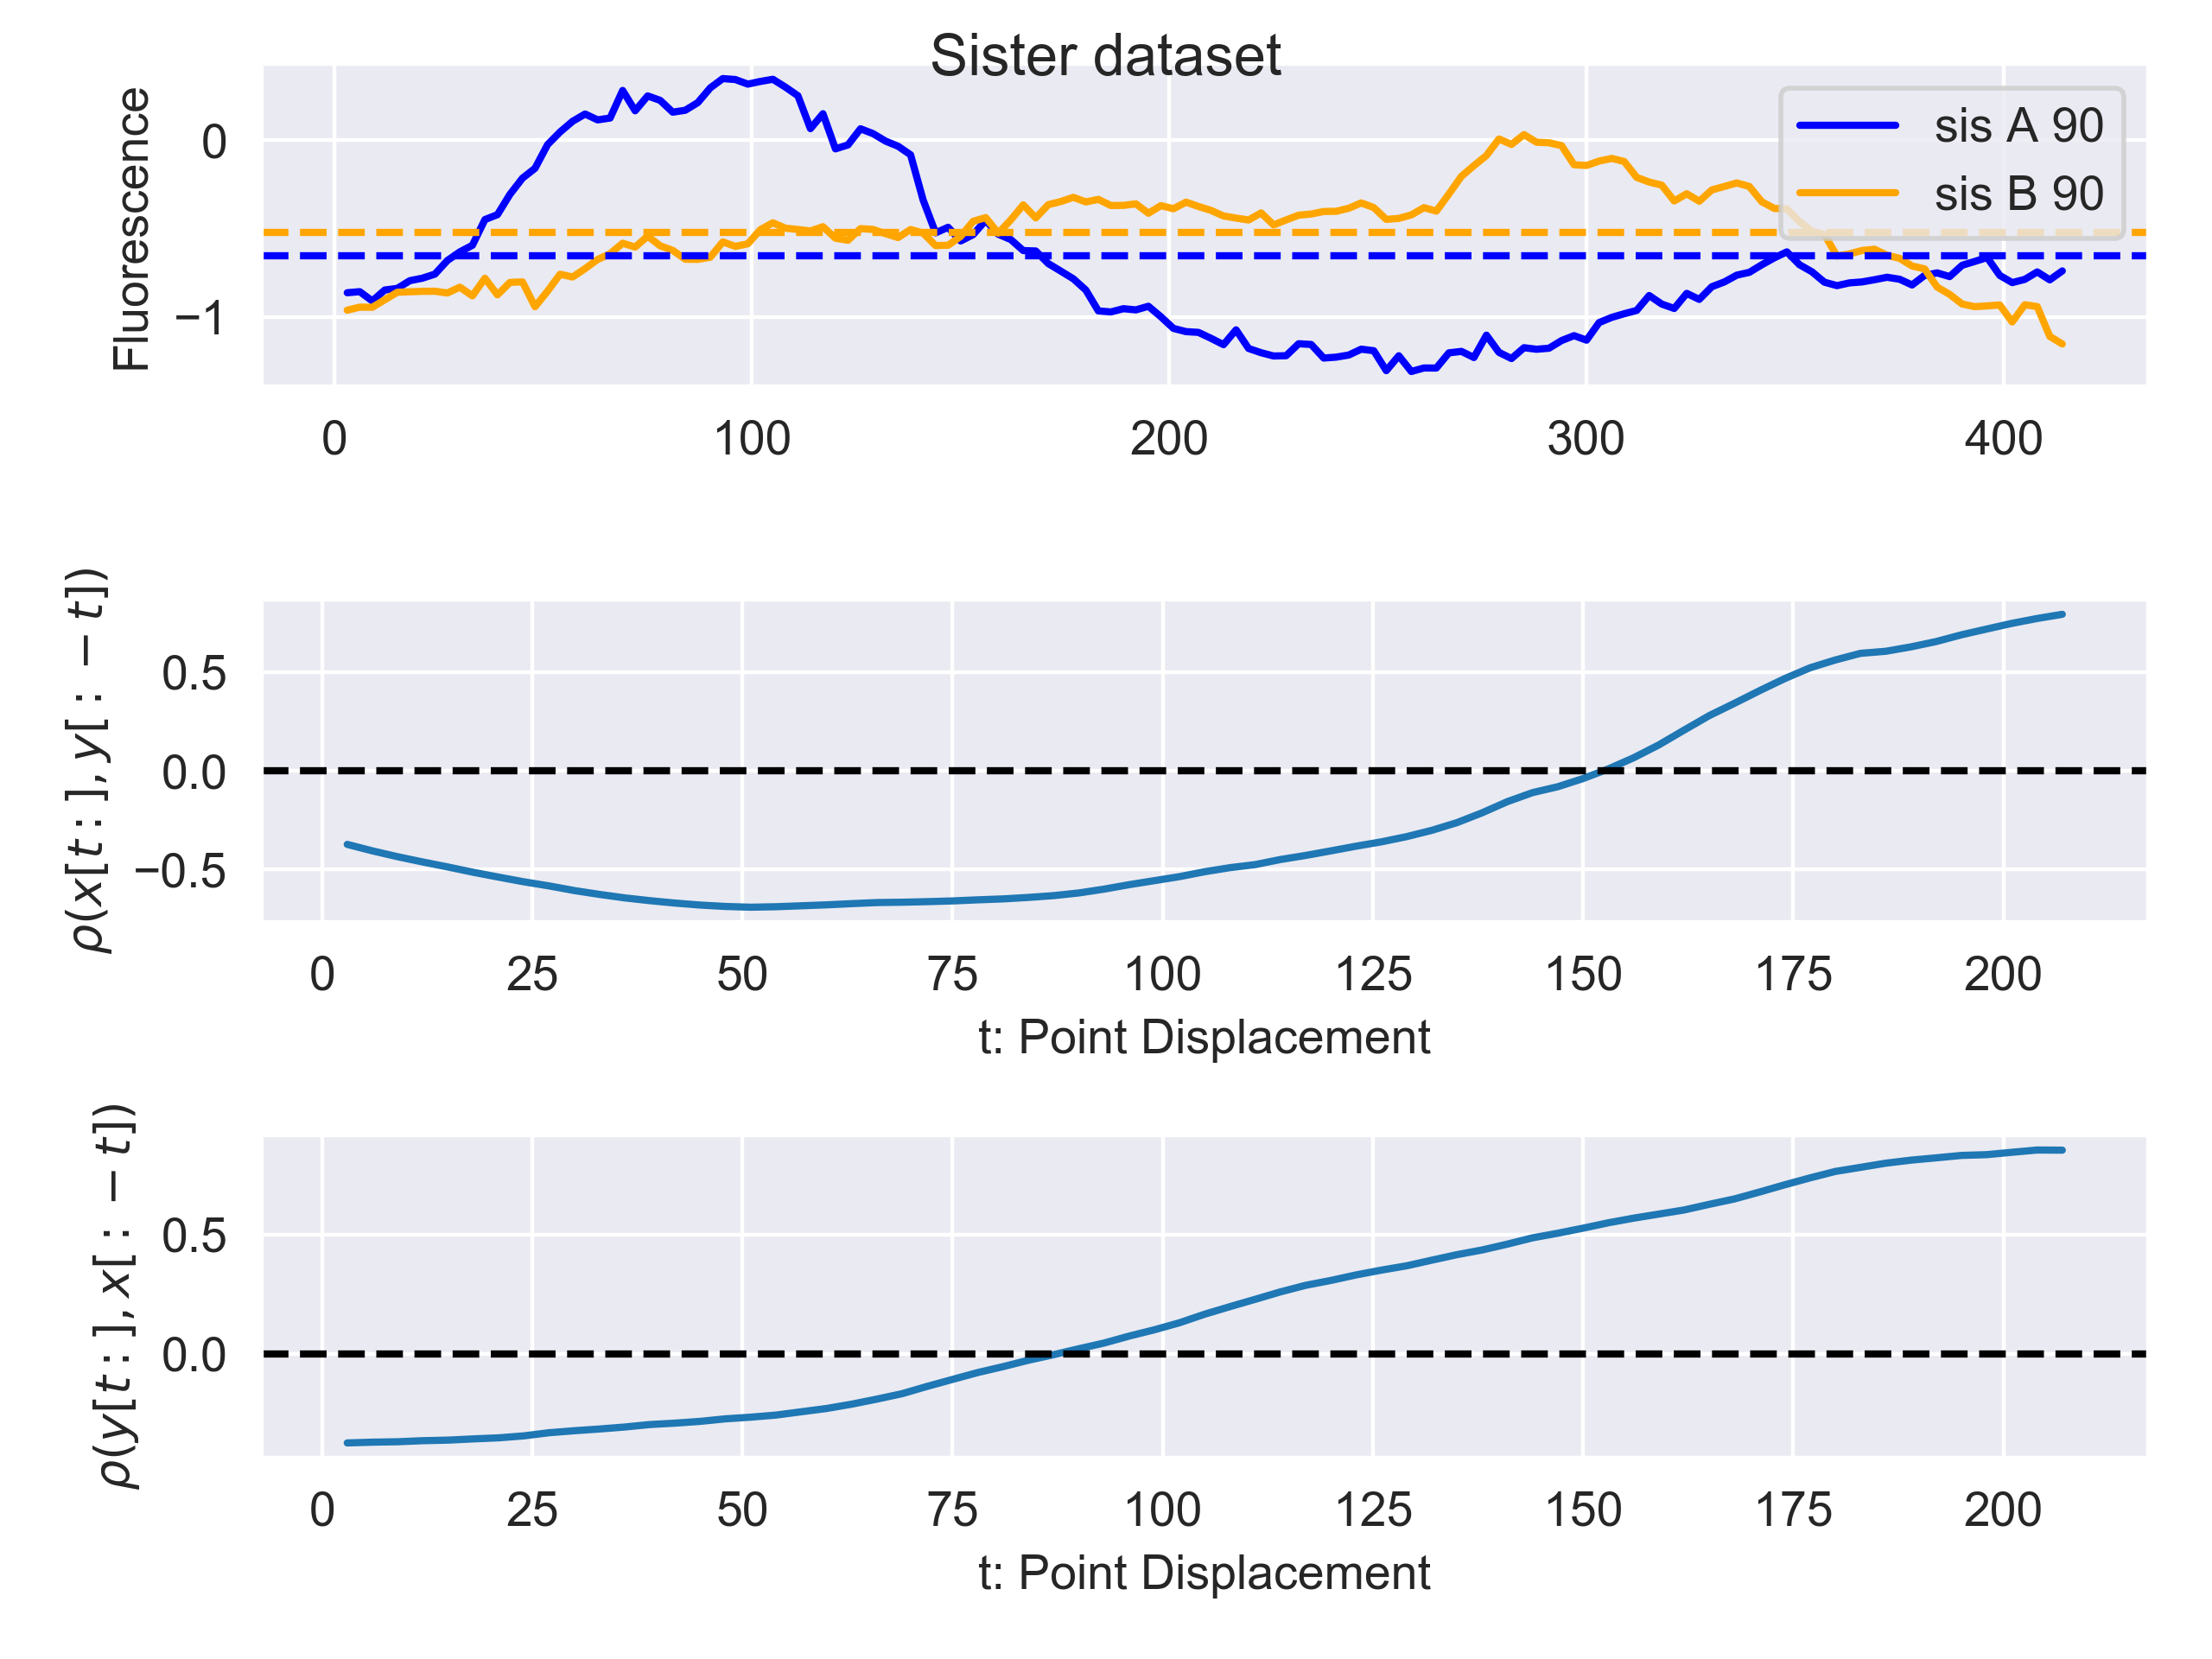 Sister dataset
Fluorescence
0
−1
sis A 90
sis B 90
0 100 200 300 400
ρ(x[t:], y[:−t])
0.5
0.0
−0.5
0 25 50 75 100 125 150 175 200
t: Point Displacement
ρ(y[t:], x[:−t])
0.5
0.0
0 25 50 75 100 125 150 175 200
t: Point Displacement